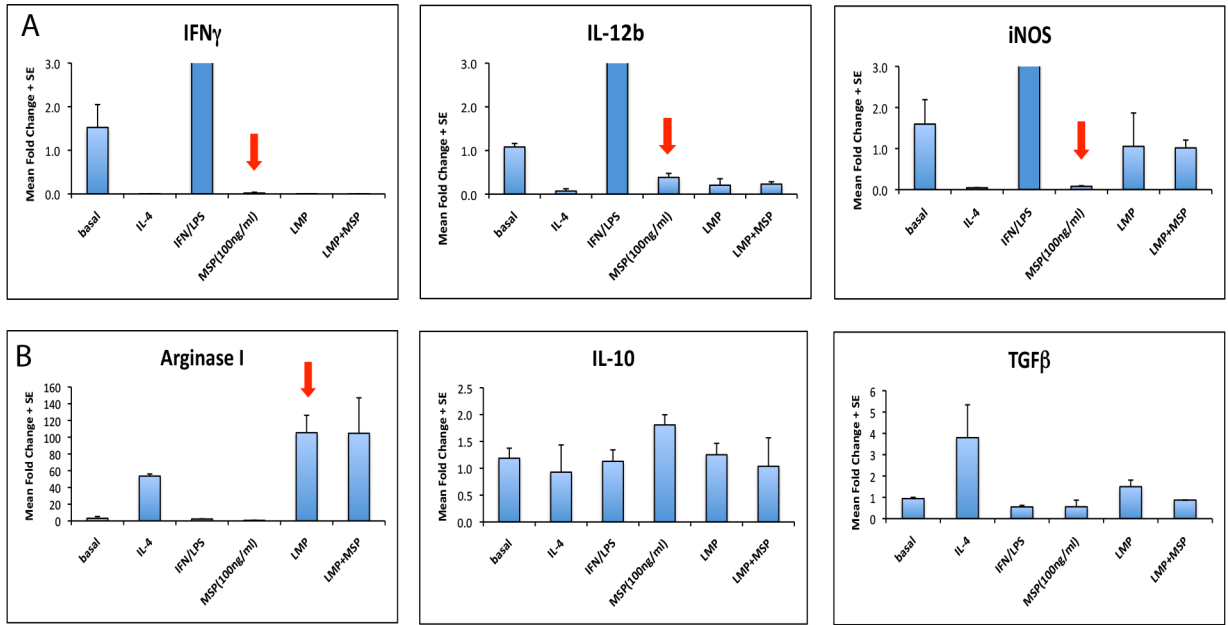 A
IFNγ
Mean Fold Change + SE
3.0
2.0
1.0
0.0
basal
IL-4
IFN/LPS
MSP(100ng/ml)
LMP
LMP+MSP
IL-12b
Mean Fold Change + SE
3.0
2.5
2.0
1.5
1.0
0.5
0.0
basal
IL-4
IFN/LPS
MSP(100ng/ml)
LMP
LMP+MSP
iNOS
Mean Fold Change + SE
3.0
2.0
1.0
0.0
basal
IL-4
IFN/LPS
MSP(100ng/ml)
LMP
LMP+MSP
B
Arginase I
Mean Fold Change + SE
160
140
120
100
80
60
40
20
0
basal
IL-4
IFN/LPS
MSP(100ng/ml)
LMP
LMP+MSP
IL-10
Mean Fold Change + SE
2.5
2.0
1.5
1.0
0.5
0.0
basal
IL-4
IFN/LPS
MSP(100ng/ml)
LMP
LMP+MSP
TGFβ
Mean Fold Change + SE
6
5
4
3
2
1
0
basal
IL-4
IFN/LPS
MSP(100ng/ml)
LMP
LMP+MSP